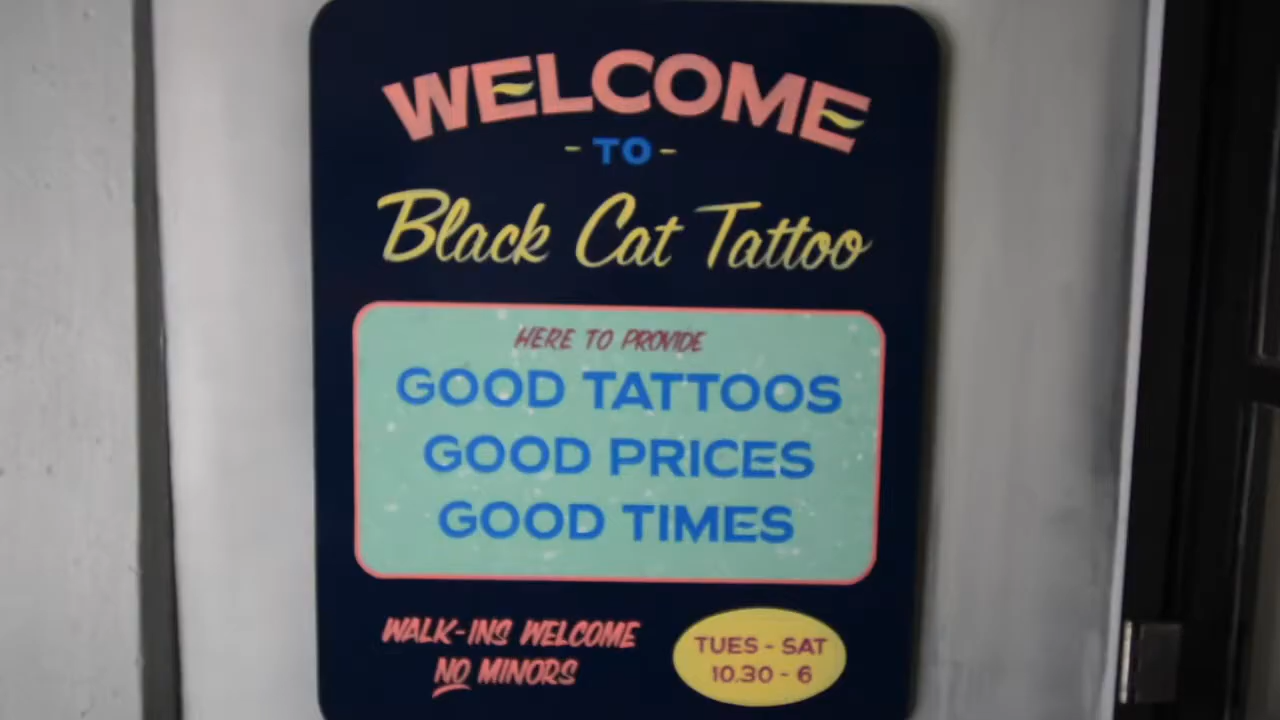 WELCOME
- TO -
Black Cat Tattoo
HERE TO PROVIDE
GOOD TATTOOS
GOOD PRICES
GOOD TIMES
WALK-INS WELCOME
NO MINORS
TUES - SAT
10.30 - 6